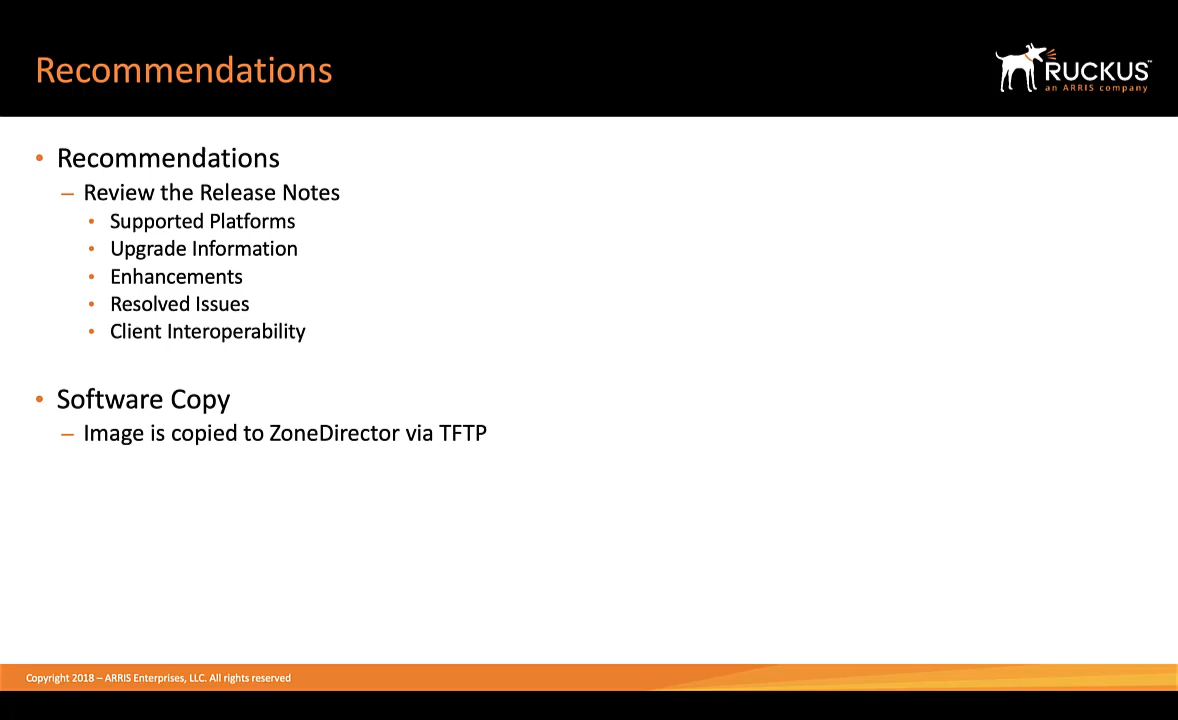 Recommendations
RUCKUS™
an ARRIS company
• Recommendations
– Review the Release Notes
• Supported Platforms
• Upgrade Information
• Enhancements
• Resolved Issues
• Client Interoperability
• Software Copy
– Image is copied to ZoneDirector via TFTP
Copyright 2018 – ARRIS Enterprises, LLC. All rights reserved